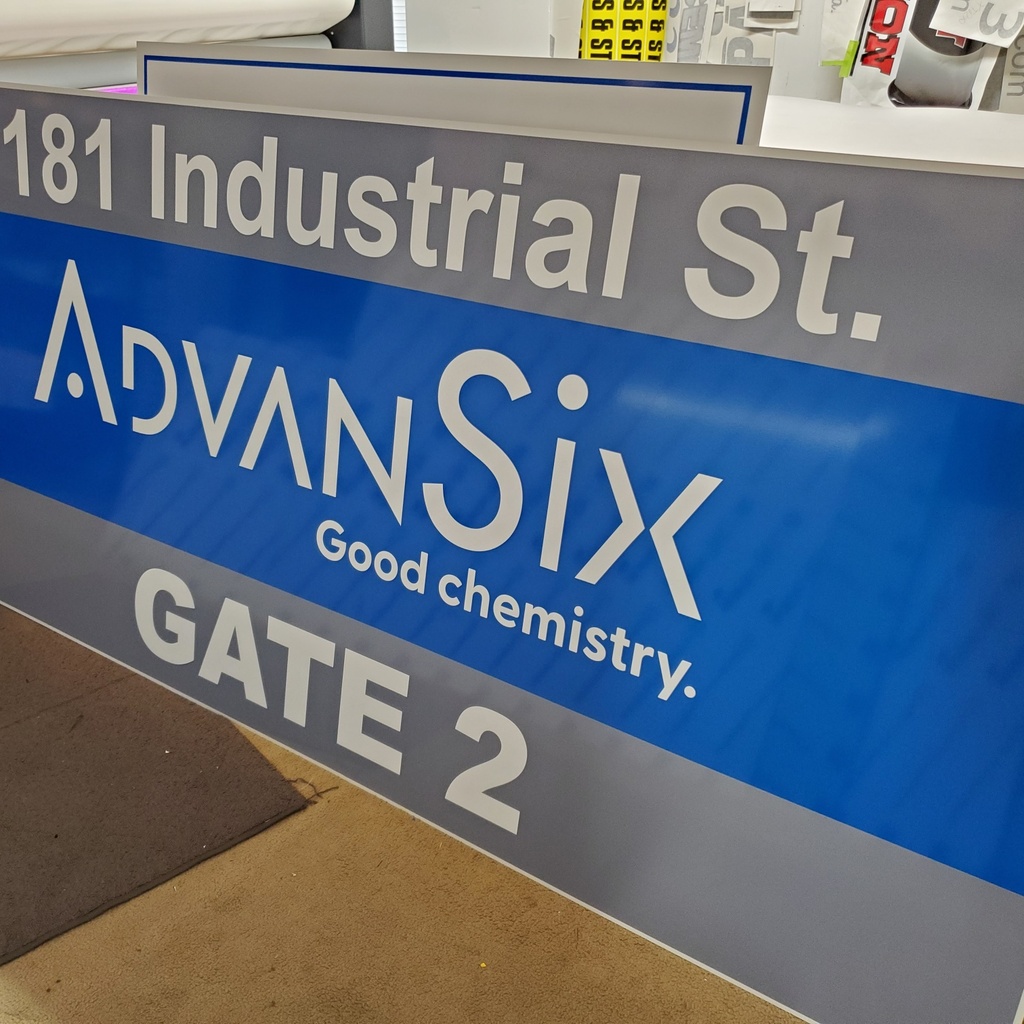 181 Industrial St.
ADVANSIX
Good chemistry.
GATE 2